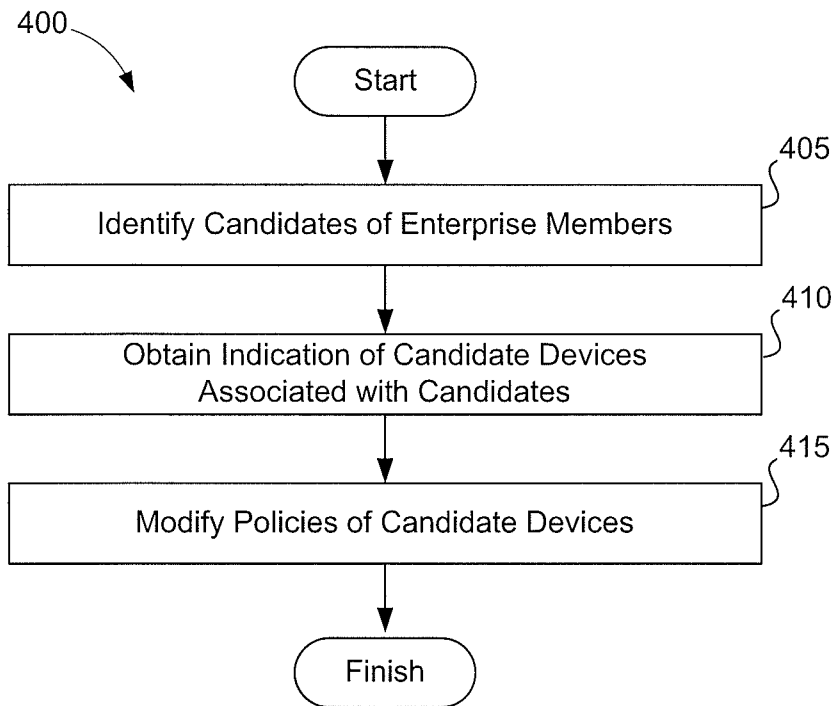 400
Start
405
Identify Candidates of Enterprise Members
410
Obtain Indication of Candidate Devices
Associated with Candidates
415
Modify Policies of Candidate Devices
Finish